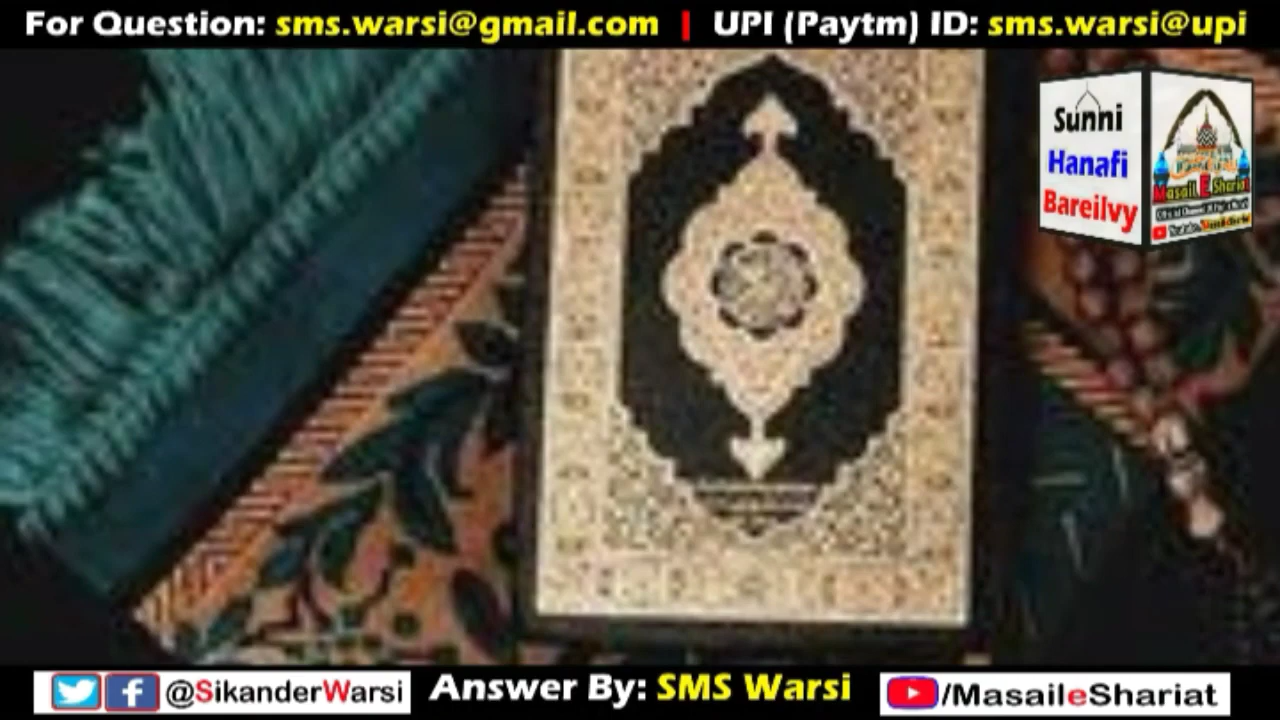 For Question: sms.warsi@gmail.com | UPI (Paytm) ID: sms.warsi@upi
Sunni
Hanafi
Bareilvy
Masail E Shariat
@SikanderWarsi
Answer By: SMS Warsi
/MasaileShariat